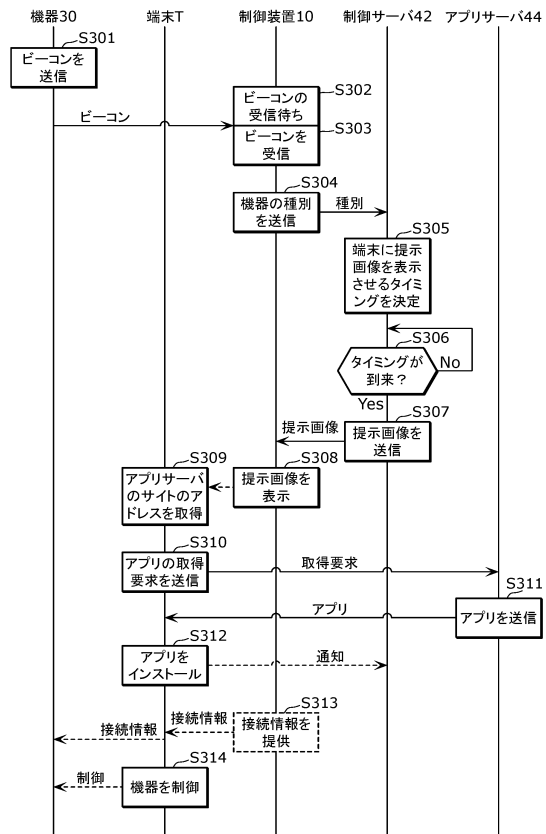 機器30 端末T 制御装置10 制御サーバ42 アプリサーバ44
S301
ビーコンを
送信
S302
ビーコンの
受信待ち
ビーコン
S303
ビーコンを
受信
S304
機器の種別
を送信
種別
S305
端末に提示
画像を表示
させるタイミ
ングを決定
S306
タイミングが
到来？
No
Yes
S307
提示画像を
送信
提示画像
S308
提示画像を
表示
S309
アプリサーバ
のサイトのア
ドレスを取得
S310
アプリの取得
要求を送信
取得要求
S311
アプリを送信
アプリ
S312
アプリを
インストール
通知
S313
接続情報を
提供
接続情報
接続情報
S314
機器を制御
制御